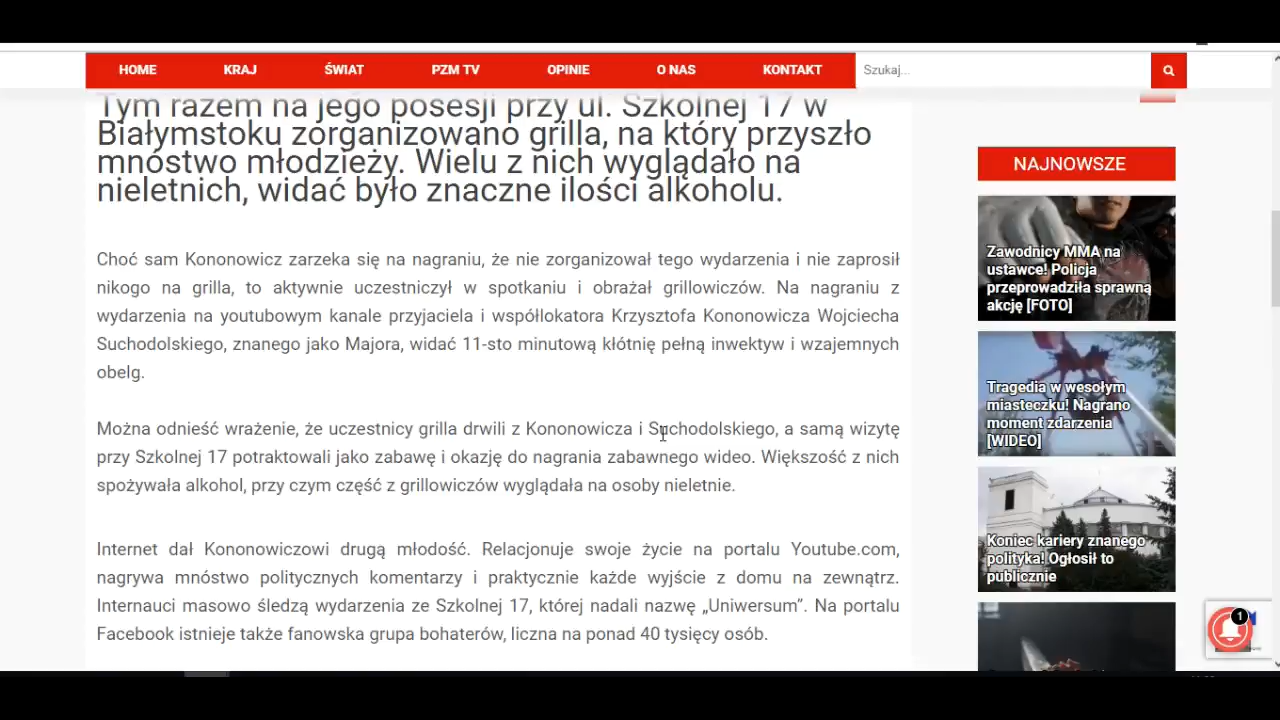 HOME KRAJ ŚWIAT PZM TV OPINIE O NAS KONTAKT Szukaj...
Tym razem na jego posesji przy ul. Szkolnej 17 w
Białymstoku zorganizowano grilla, na który przyszło
mnóstwo młodzieży. Wielu z nich wyglądało na
nieletnich, widać było znaczne ilości alkoholu.
Choć sam Kononowicz zarzeka się na nagraniu, że nie zorganizował tego wydarzenia i nie zaprosił
nikogo na grilla, to aktywnie uczestniczył w spotkaniu i obrażał grillowiczów. Na nagraniu z
wydarzenia na youtubowym kanale przyjaciela i współlokatora Krzysztofa Kononowicza Wojciecha
Suchodolskiego, znanego jako Majora, widać 11-sto minutową kłótnię pełną inwektyw i wzajemnych
obelg.
Można odnieść wrażenie, że uczestnicy grilla drwili z Kononowicza i Suchodolskiego, a samą wizytę
przy Szkolnej 17 potraktowali jako zabawę i okazję do nagrania zabawnego wideo. Większość z nich
spożywała alkohol, przy czym część z grillowiczów wyglądała na osoby nieletnie.
Internet dał Kononowiczowi drugą młodość. Relacjonuje swoje życie na portalu Youtube.com,
nagrywa mnóstwo politycznych komentarzy i praktycznie każde wyjście z domu na zewnątrz.
Internauci masowo śledzą wydarzenia ze Szkolnej 17, której nadali nazwę „Uniwersum”. Na portalu
Facebook istnieje także fanowska grupa bohaterów, liczna na ponad 40 tysięcy osób.
NAJNOWSZE
Zawodnicy MMA na
ustawce! Policja
przeprowadziła sprawną
akcję [FOTO]
Tragedia w wesołym
miasteczku! Nagrano
moment zdarzenia
[WIDEO]
Koniec kariery znanego
polityka! Ogłosił to
publicznie
1